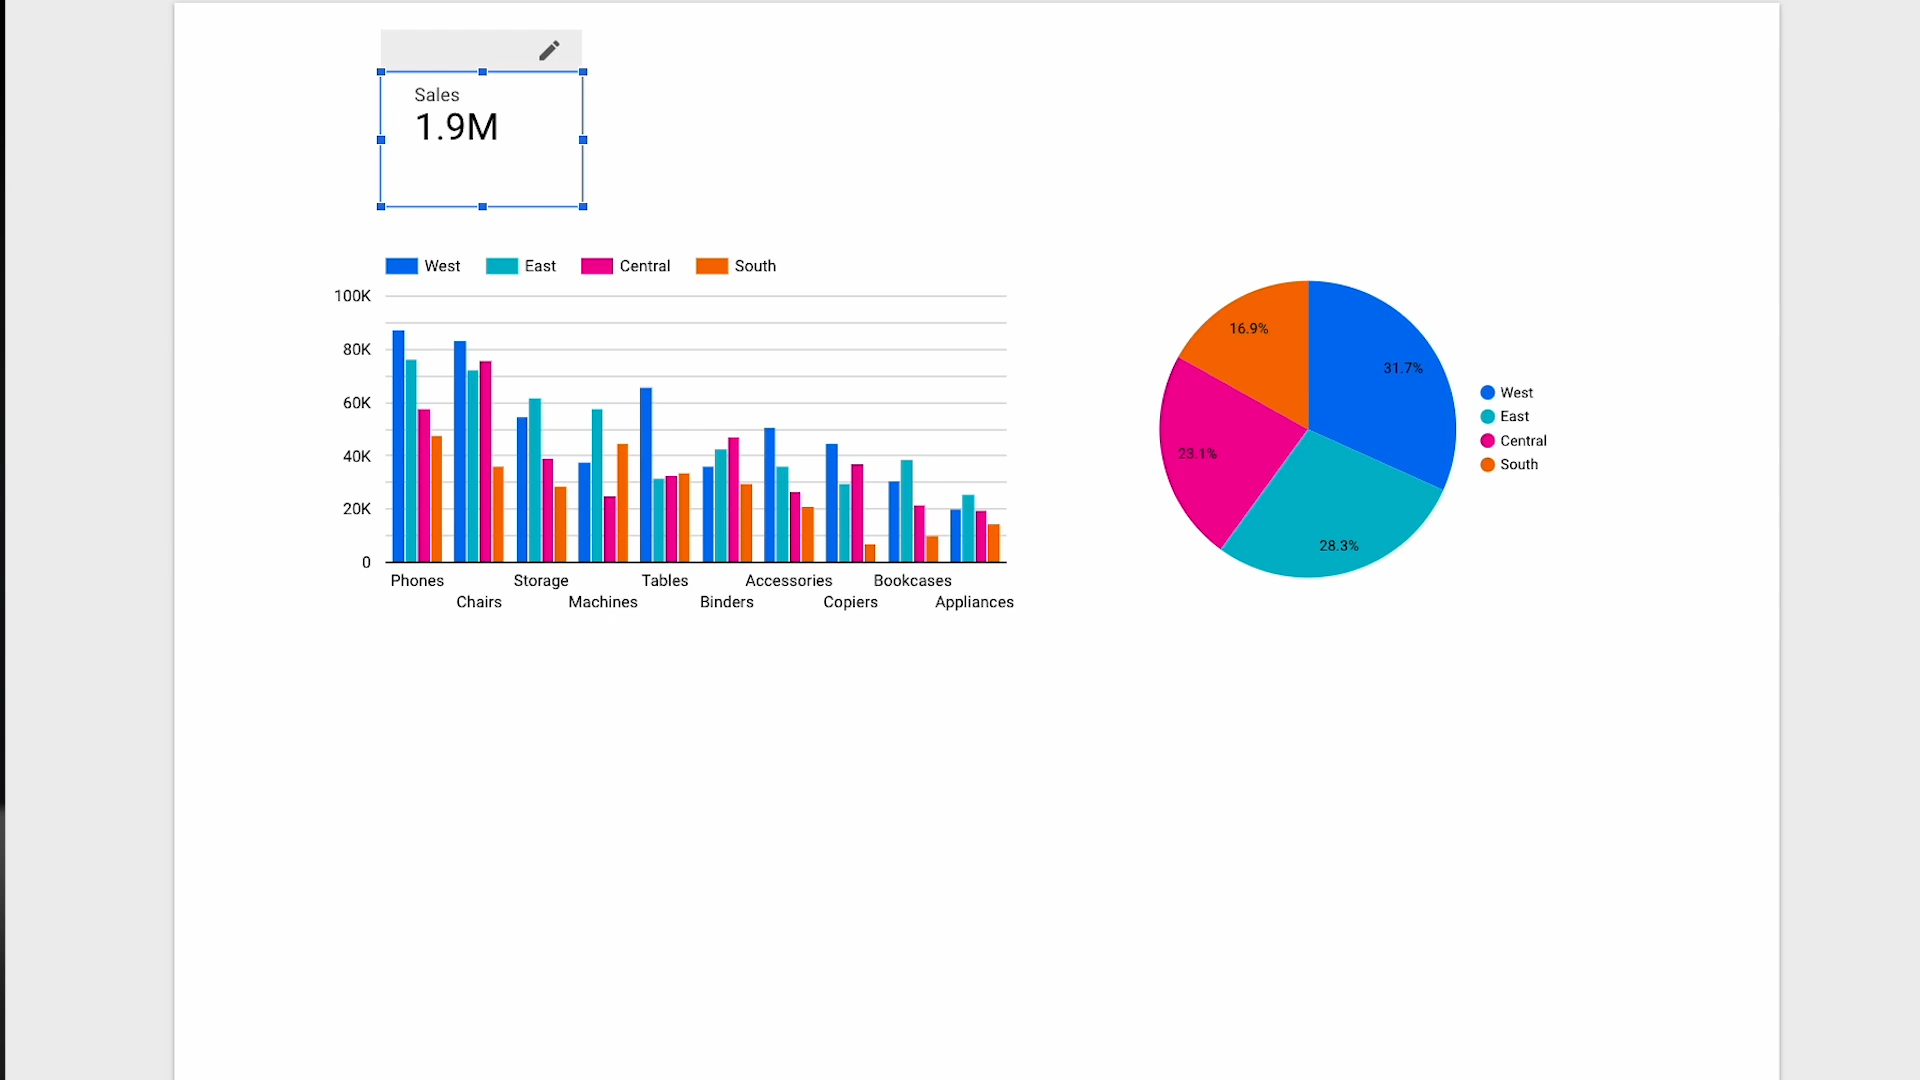 Sales
1.9M
West East Central South
100K
80K
60K
40K
20K
0
Phones Storage Tables Accessories Bookcases
Chairs Machines Binders Copiers Appliances
16.9%
31.7%
23.1%
28.3%
West
East
Central
South